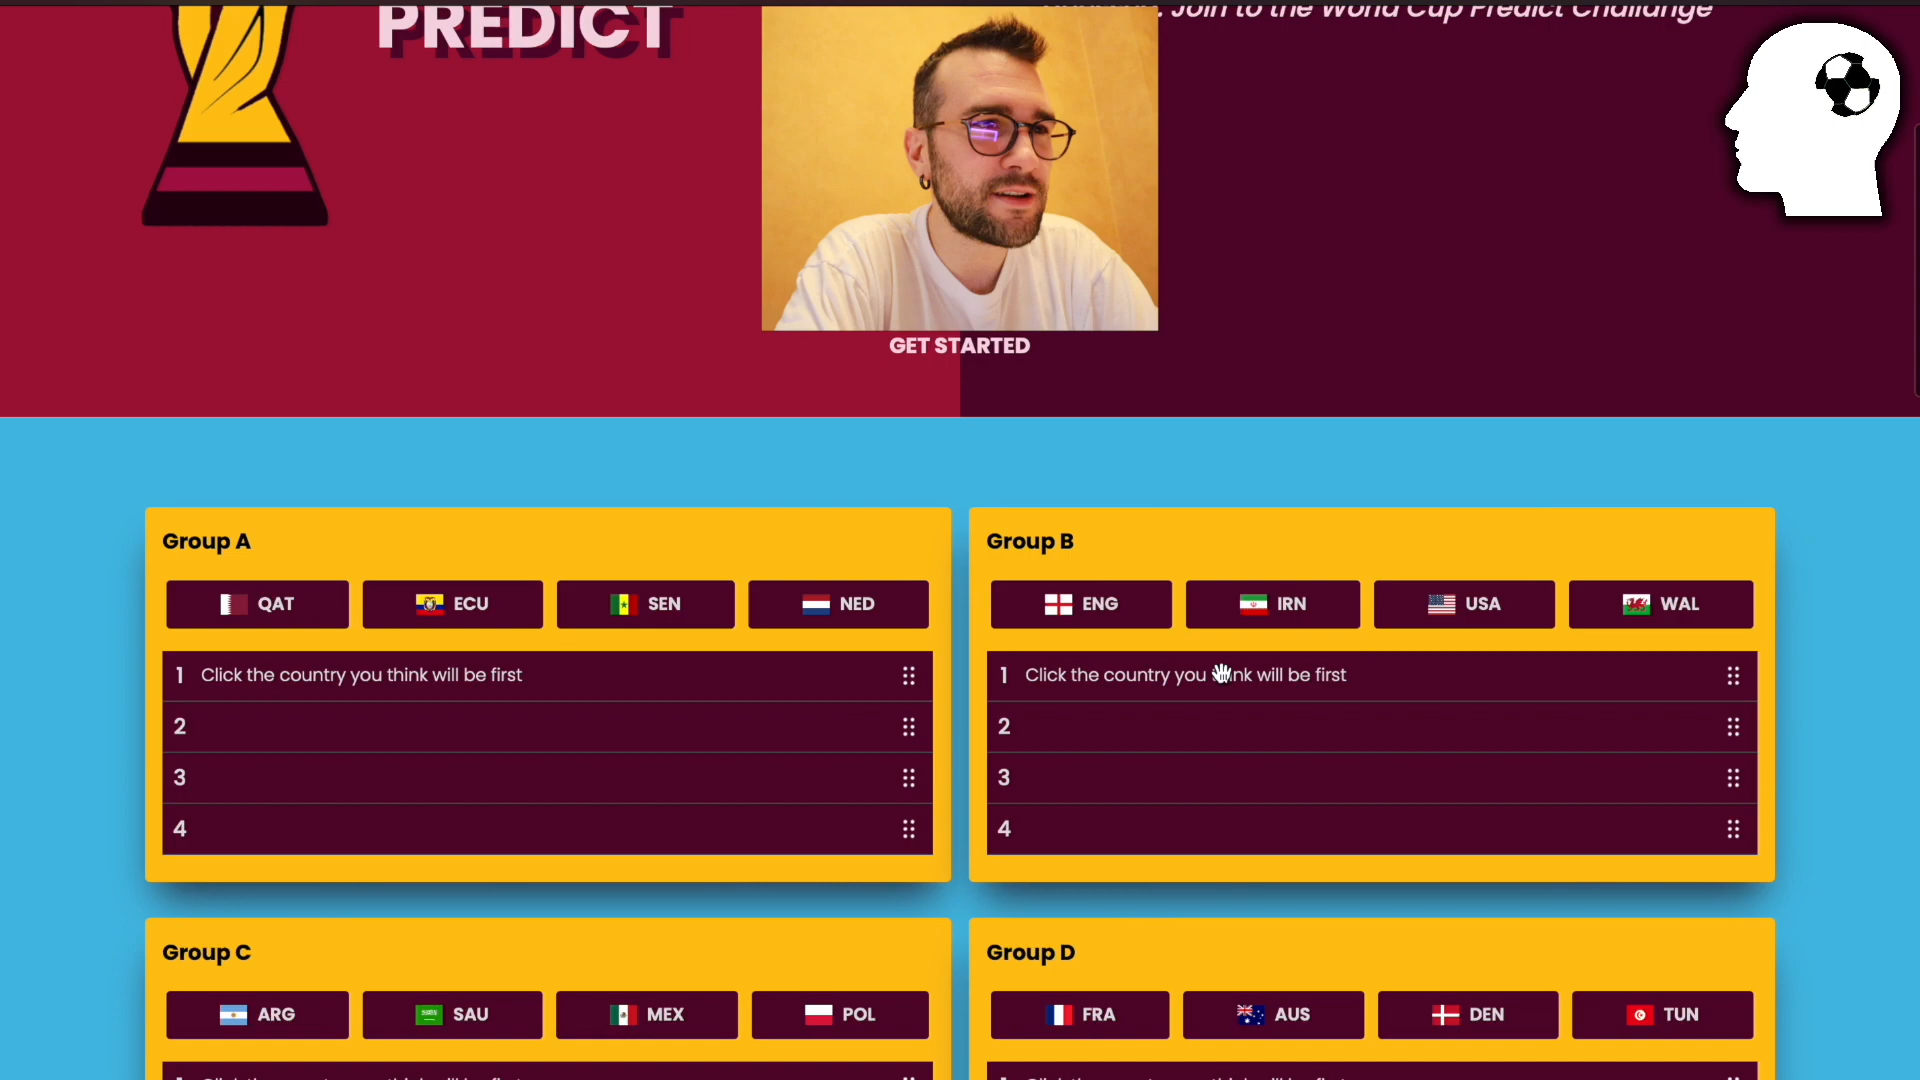 PREDICT
Join to the World Cup Predict Challange
GET STARTED
Group A
QAT ECU SEN NED
1 Click the country you think will be first
2
3
4
Group B
ENG IRN USA WAL
1 Click the country you think will be first
2
3
4
Group C
ARG SAU MEX POL
Group D
FRA AUS DEN TUN